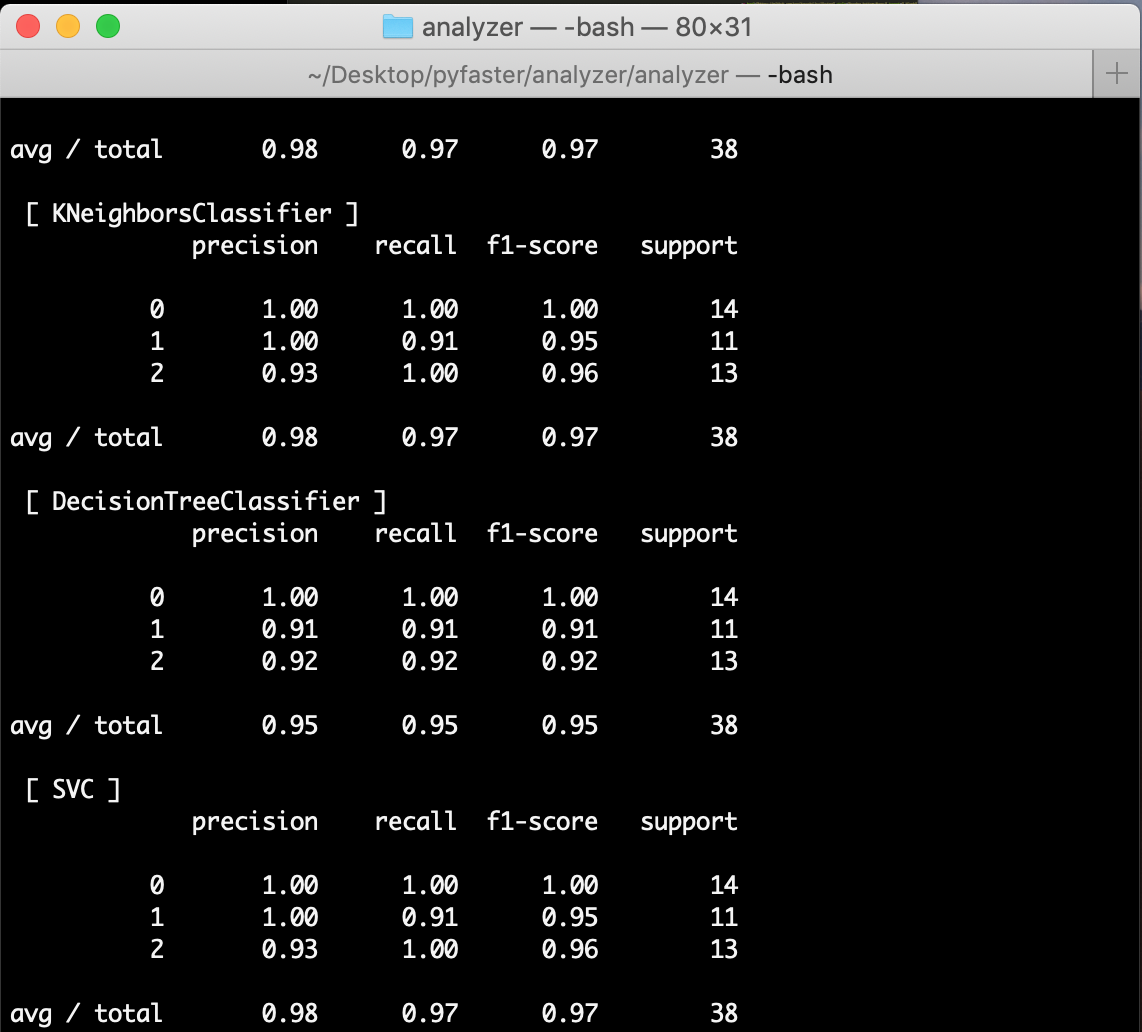 analyzer — -bash — 80×31
~/Desktop/pyfaster/analyzer/analyzer — -bash
avg / total 0.98 0.97 0.97 38
[ KNeighborsClassifier ]
precision recall f1-score support
0 1.00 1.00 1.00 14
1 1.00 0.91 0.95 11
2 0.93 1.00 0.96 13
avg / total 0.98 0.97 0.97 38
[ DecisionTreeClassifier ]
precision recall f1-score support
0 1.00 1.00 1.00 14
1 0.91 0.91 0.91 11
2 0.92 0.92 0.92 13
avg / total 0.95 0.95 0.95 38
[ SVC ]
precision recall f1-score support
0 1.00 1.00 1.00 14
1 1.00 0.91 0.95 11
2 0.93 1.00 0.96 13
avg / total 0.98 0.97 0.97 38